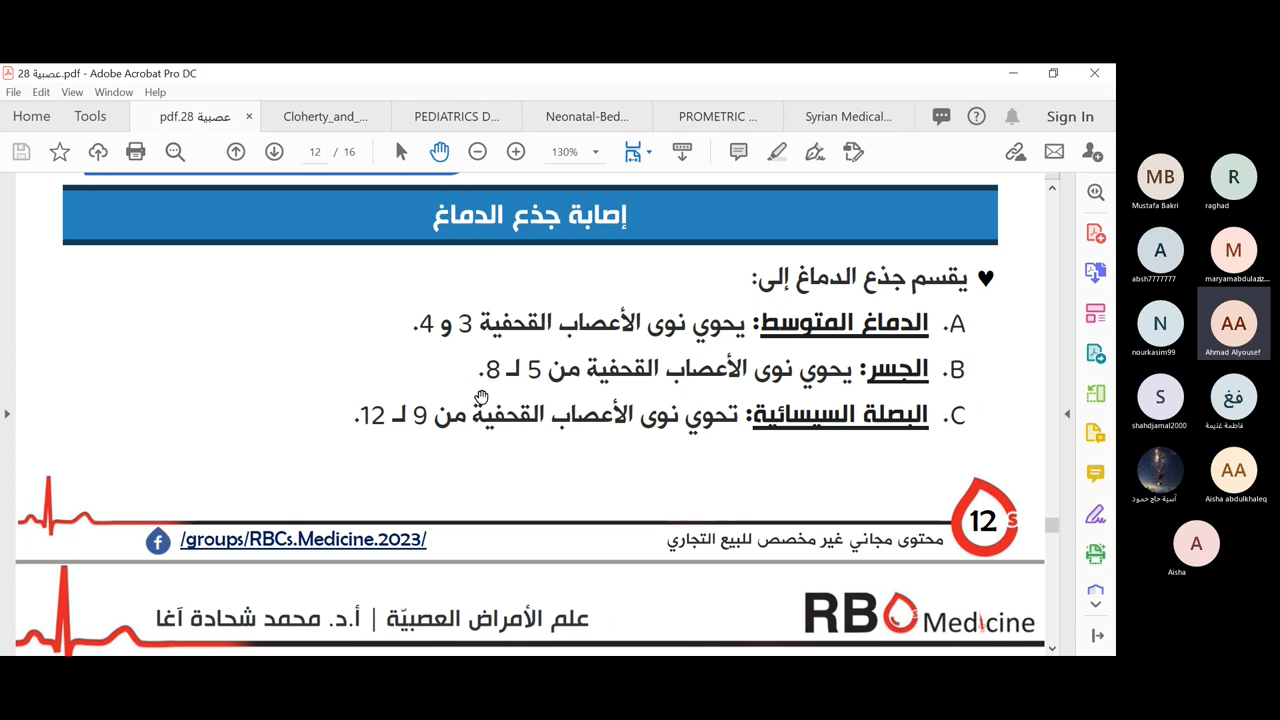 عصبية 28.pdf - Adobe Acrobat Pro DC
File Edit View Window Help
Home Tools عصبية 28.pdf × Cloherty_and_... PEDIATRICS D... Neonatal-Bed... PROMETRIC ... Syrian Medical... Sign In
12 / 16 130%
إصابة جذع الدماغ
♥ يقسم جذع الدماغ إلى:
A. الدماغ المتوسط: يحوي نوى الأعصاب القحفية 3 و 4.
B. الجسر: يحوي نوى الأعصاب القحفية من 5 لـ 8.
C. البصلة السيسائية: تحوي نوى الأعصاب القحفية من 9 لـ 12.
12
محتوى مجاني غير مخصص للبيع التجاري
/groups/RBCs.Medicine.2023/
RB Medicine
علم الأمراض العصبيّة | أ.د. محمد شحادة آغا
MB R
Mustafa Bakri raghad
A M
absh7777777 maryamabdulaziz...
N AA
nourkasim99 Ahmad Alyousef
S فغ
shahdjamal2000 فاطمة غنيمة
AA
آسية حاج حمود Aisha abdulkhaleq
A
Aisha